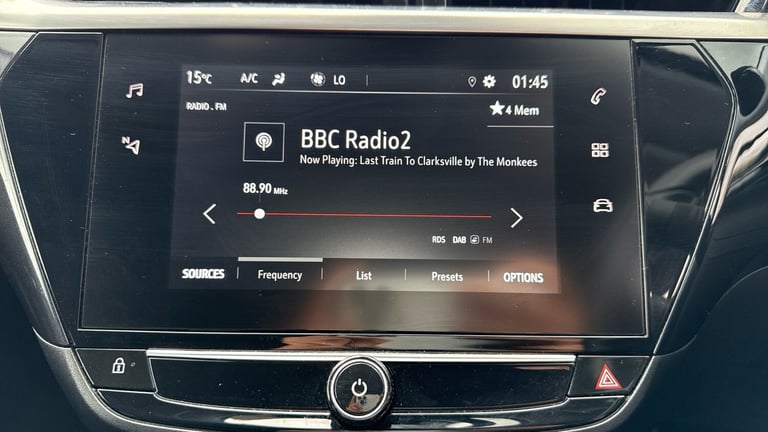 15°C A/C LO 01:45
RADIO . FM
4 Mem
N
BBC Radio2
Now Playing: Last Train To Clarksville by The Monkees
88.90 MHz
RDS DAB FM
SOURCES Frequency List Presets OPTIONS